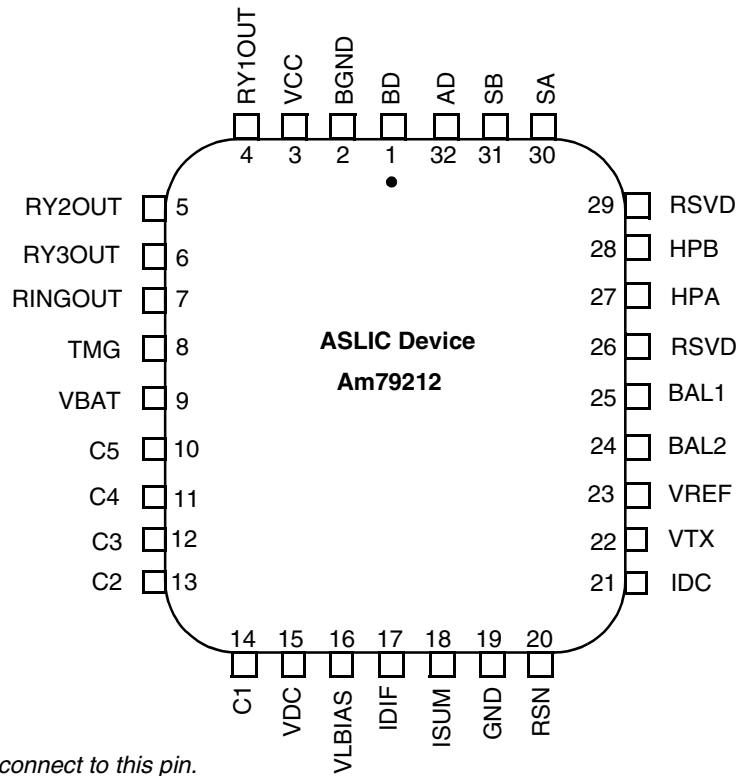 RY1OUT VCC BGND BD AD SB SA
4 3 2 1 32 31 30
RY2OUT 5 29 RSVD
RY3OUT 6 28 HPB
RINGOUT 7 27 HPA
TMG 8 26 RSVD
ASLIC Device
Am79212
VBAT 9 25 BAL1
C5 10 24 BAL2
C4 11 23 VREF
C3 12 22 VTX
C2 13 21 IDC
14 15 16 17 18 19 20
C1 VDC VLBIAS IDIF ISUM GND RSN
connect to this pin.